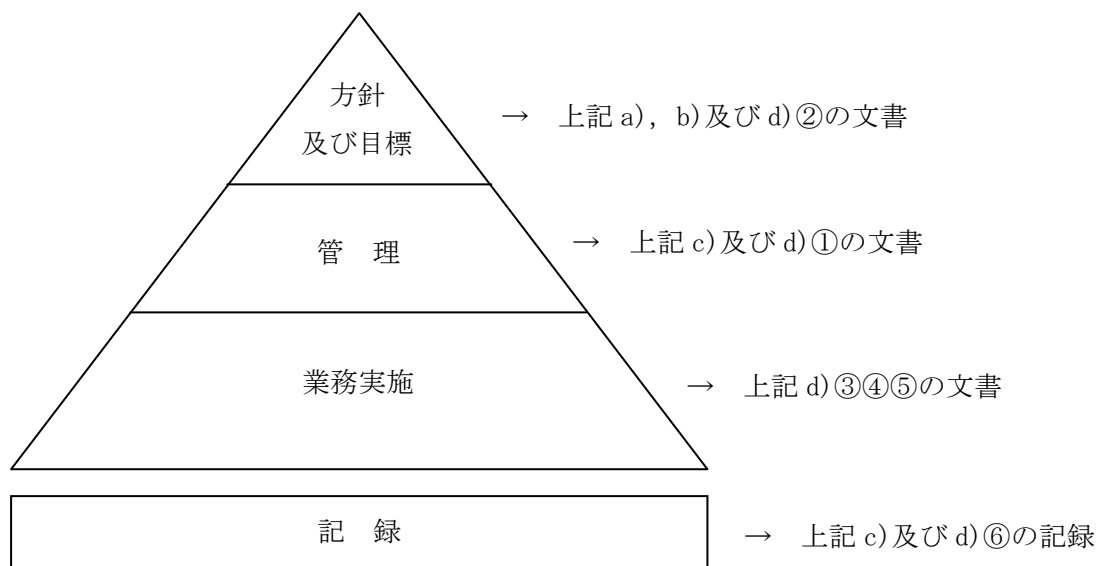 方針
及び目標
→ 上記 a), b)及び d)②の文書
管 理
→ 上記 c)及び d)①の文書
業務実施
→ 上記 d)③④⑤の文書
記 録
→ 上記 c)及び d)⑥の記録